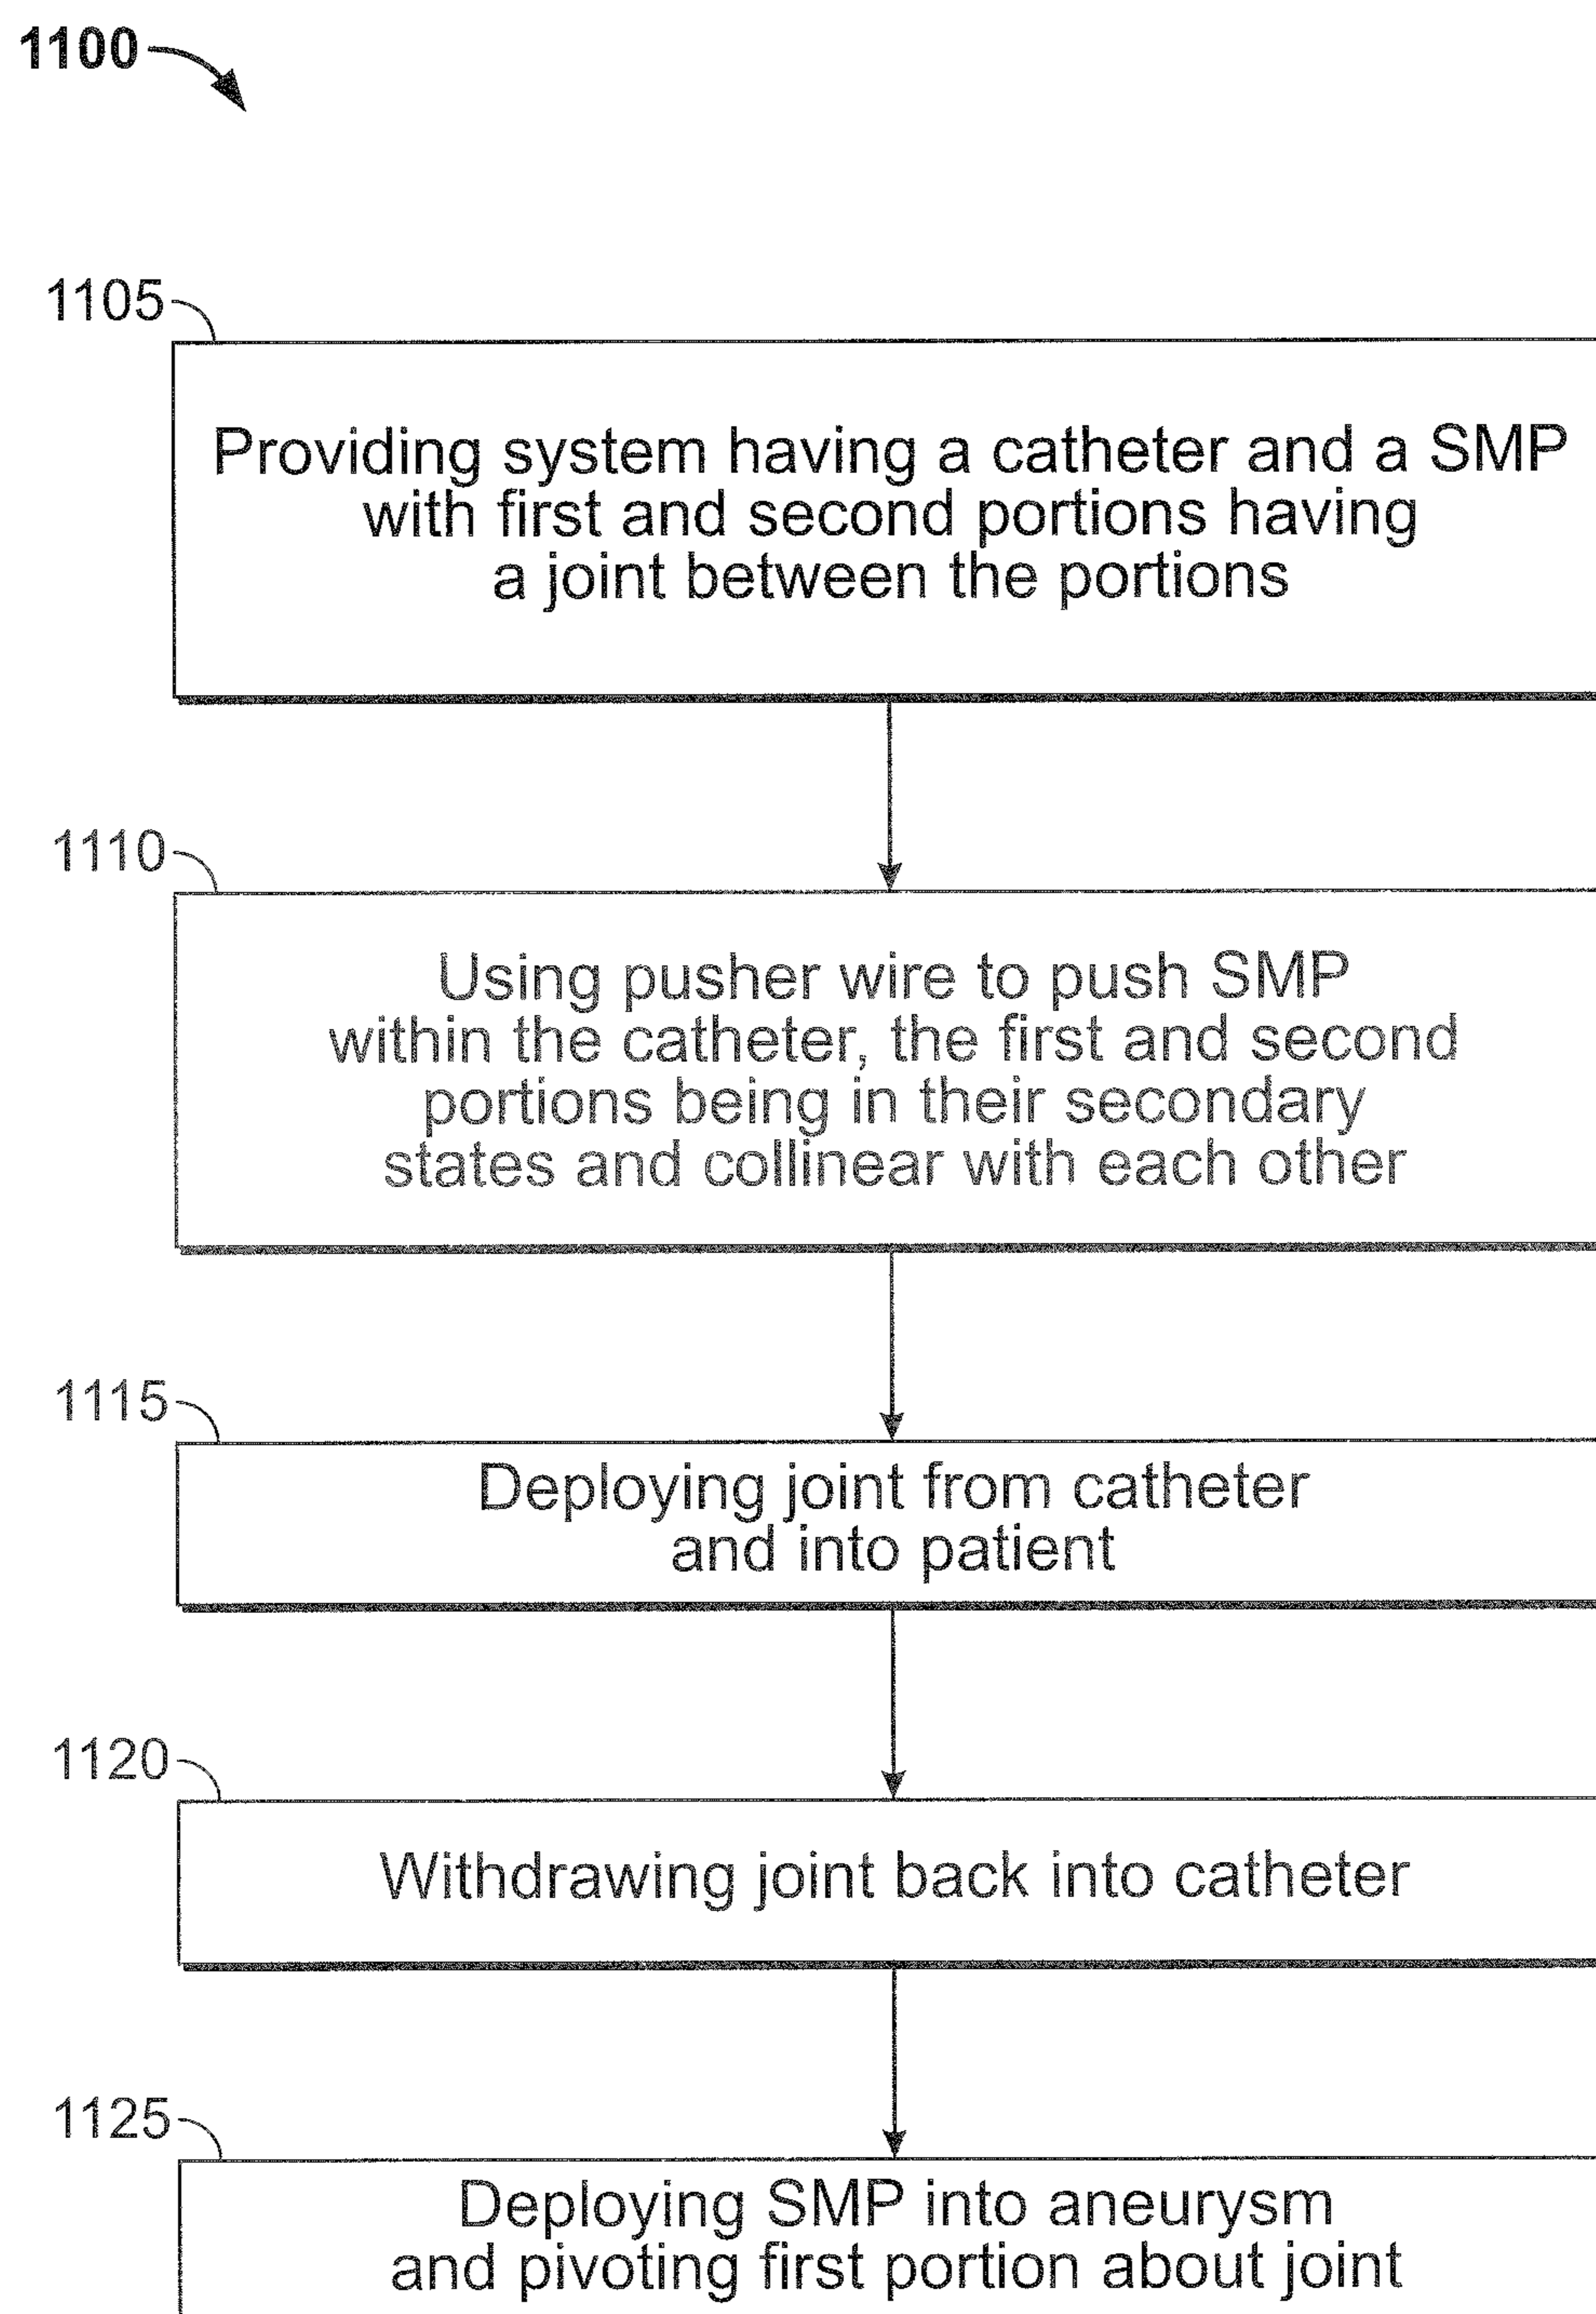 1100
1105
Providing system having a catheter and a SMP
with first and second portions having
a joint between the portions
1110
Using pusher wire to push SMP
within the catheter, the first and second
portions being in their secondary
states and collinear with each other
1115
Deploying joint from catheter
and into patient
1120
Withdrawing joint back into catheter
1125
Deploying SMP into aneurysm
and pivoting first portion about joint